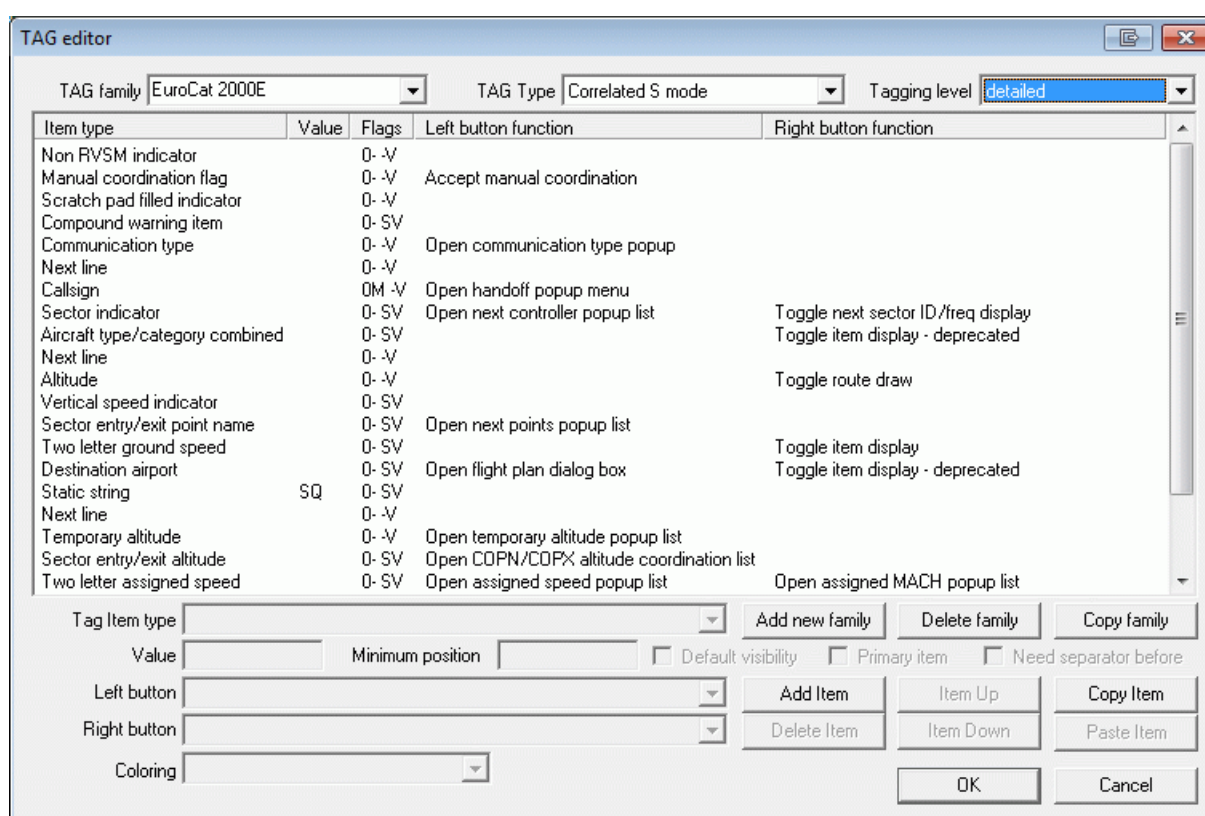 TAG editor
TAG family EuroCat 2000E TAG Type Correlated S mode Tagging level detailed
Item type Value Flags Left button function Right button function
Non RVSM indicator 0- -V
Manual coordination flag 0- -V Accept manual coordination
Scratch pad filled indicator 0- -V
Compound warning item 0- SV
Communication type 0- -V Open communication type popup
Next line 0- -V
Callsign 0M -V Open handoff popup menu
Sector indicator 0- SV Open next controller popup list Toggle next sector ID/freq display
Aircraft type/category combined 0- SV Toggle item display - deprecated
Next line 0- -V
Altitude 0- -V Toggle route draw
Vertical speed indicator 0- SV
Sector entry/exit point name 0- SV Open next points popup list
Two letter ground speed 0- SV Toggle item display
Destination airport 0- SV Open flight plan dialog box Toggle item display - deprecated
Static string SQ 0- SV
Next line 0- -V
Temporary altitude 0- -V Open temporary altitude popup list
Sector entry/exit altitude 0- SV Open COPN/COPX altitude coordination list
Two letter assigned speed 0- SV Open assigned speed popup list Open assigned MACH popup list
Tag Item type Add new family Delete family Copy family
Value Minimum position Default visibility Primary item Need separator before
Left button Add Item Item Up Copy Item
Right button Delete Item Item Down Paste Item
Coloring
OK Cancel